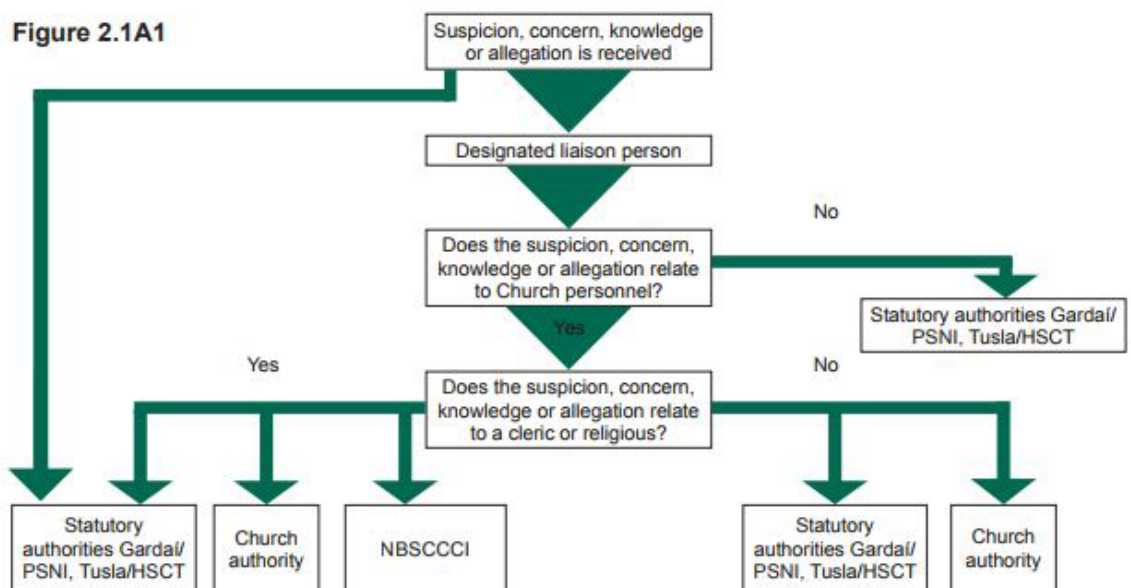 Figure 2.1A1
Suspicion, concern, knowledge
or allegation is received
Designated liaison person
No
Does the suspicion, concern,
knowledge or allegation relate
to Church personnel?
Statutory authorities Gardaí/
PSNI, Tusla/HSCT
Yes
Yes
No
Does the suspicion, concern,
knowledge or allegation relate
to a cleric or religious?
Statutory
authorities Gardaí/
PSNI, Tusla/HSCT
Church
authority
NBSCCCI
Statutory
authorities Gardaí/
PSNI, Tusla/HSCT
Church
authority